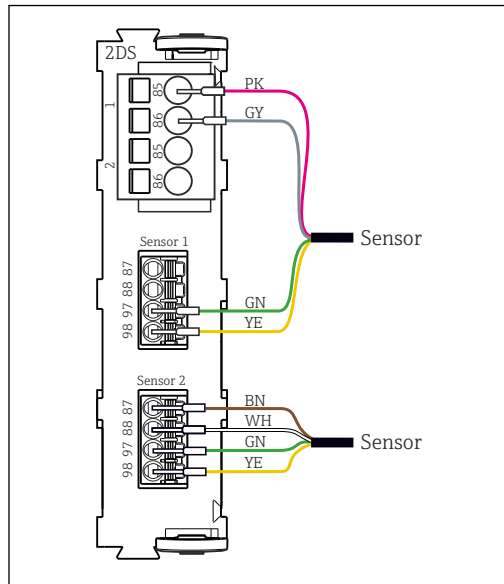 2DS
1
85
PK
86
GY
2
85
86
Sensor
Sensor 1
87
88
97
GN
98
YE
Sensor 2
87
BN
88
WH
97
GN
Sensor
98
YE